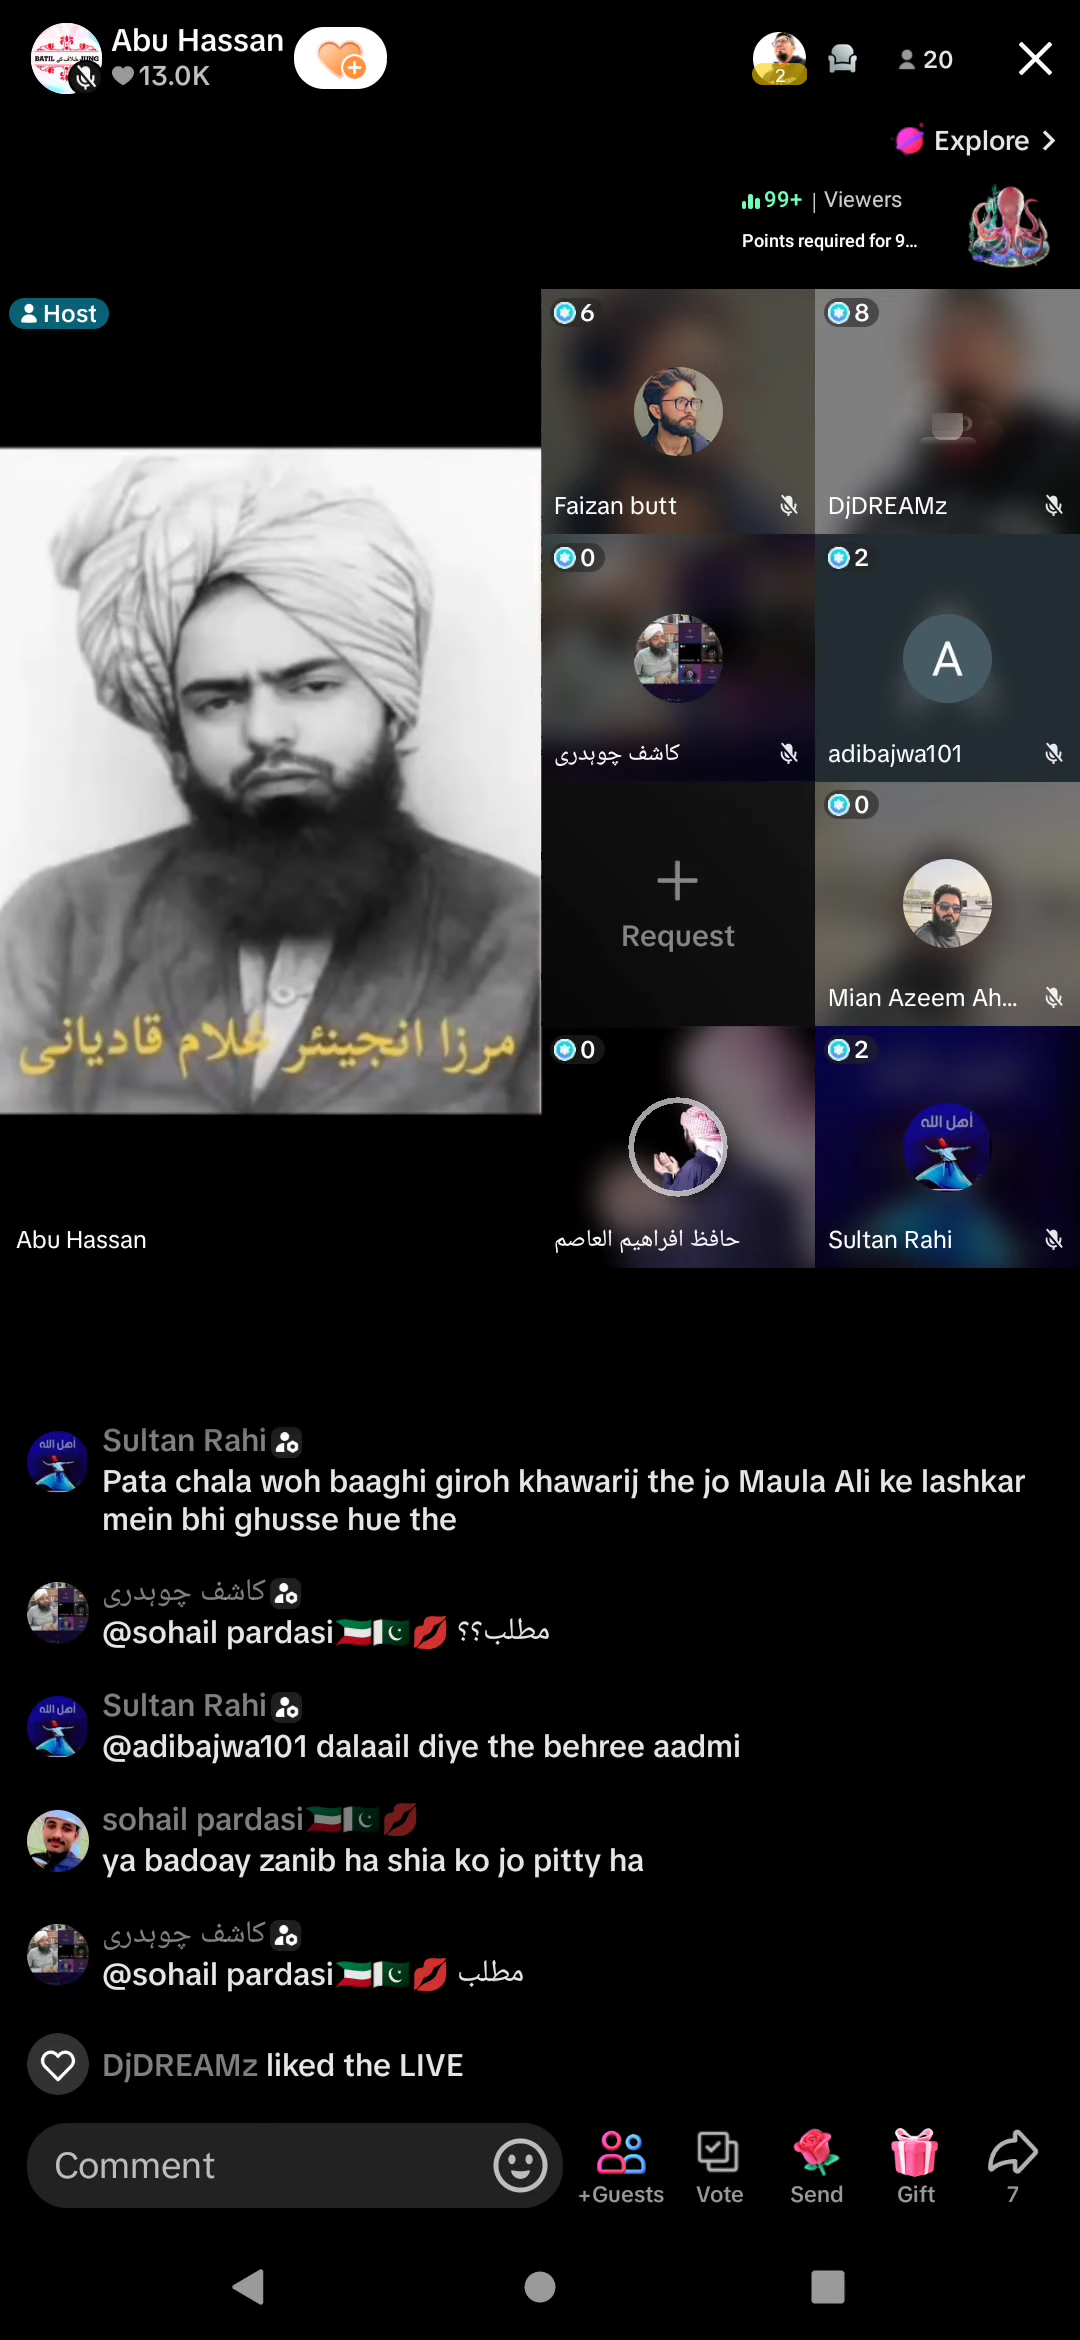 Abu Hassan
13.0K
2
20
Explore
99+ | Viewers
Points required for 9...
Host
6
8
Faizan butt
DjDREAMz
0
2
A
کاشف چوہدری
adibajwa101
0
Request
Mian Azeem Ah...
مرزا انجینئر غلام قادیانی
0
2
أهل الله
Abu Hassan
حافظ افراهيم العاصم
Sultan Rahi
Sultan Rahi
Pata chala woh baaghi giroh khawarij the jo Maula Ali ke lashkar
mein bhi ghusse hue the
کاشف چوہدری
@sohail pardasi🇰🇼🇵🇰💋 مطلب؟؟
Sultan Rahi
@adibajwa101 dalaail diye the behree aadmi
sohail pardasi🇰🇼🇵🇰💋
ya badoay zanib ha shia ko jo pitty ha
کاشف چوہدری
@sohail pardasi🇰🇼🇵🇰💋 مطلب
DjDREAMz liked the LIVE
Comment
+Guests
Vote
Send
Gift
7